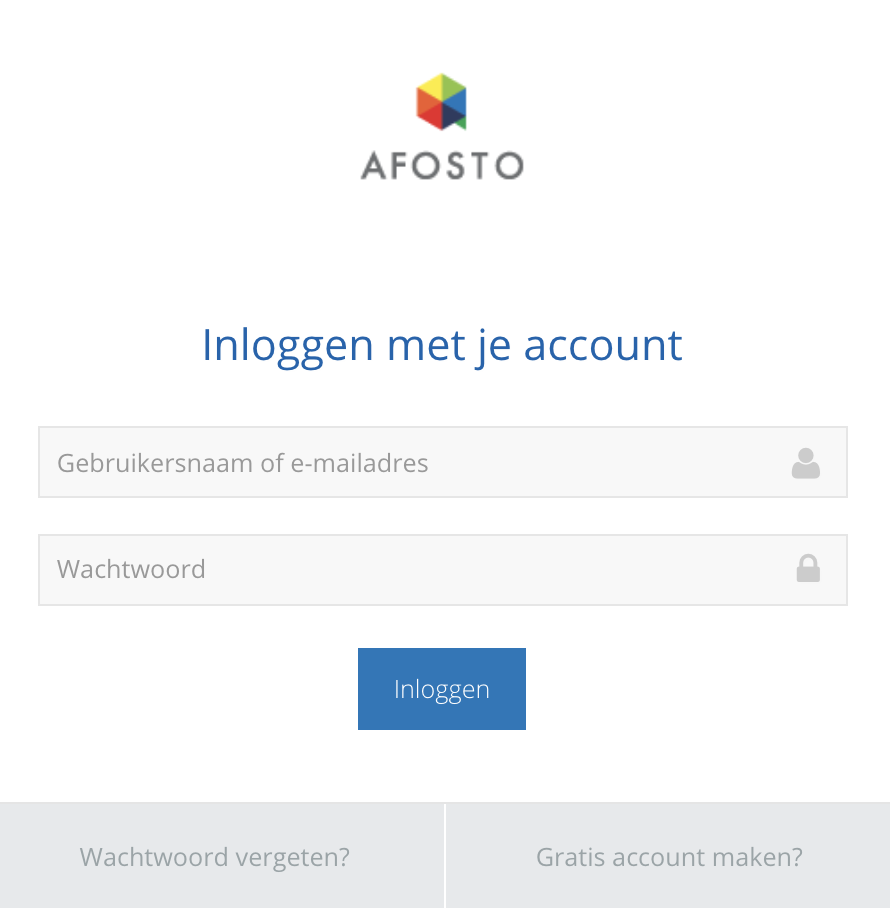 AFOSTO
Inloggen met je account
Gebruikersnaam of e-mailadres
Wachtwoord
Inloggen
Wachtwoord vergeten?
Gratis account maken?